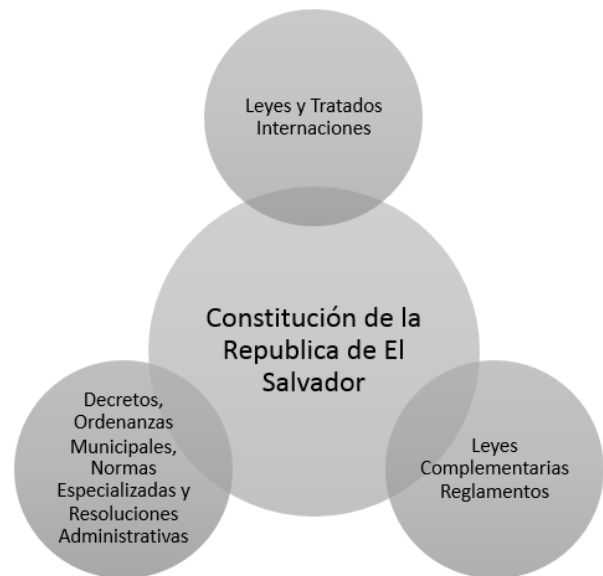 Leyes y Tratados
Internaciones
Constitución de la
Republica de El
Salvador
Decretos,
Ordenanzas
Municipales,
Normas
Especializadas y
Resoluciones
Administrativas
Leyes
Complementarias
Reglamentos